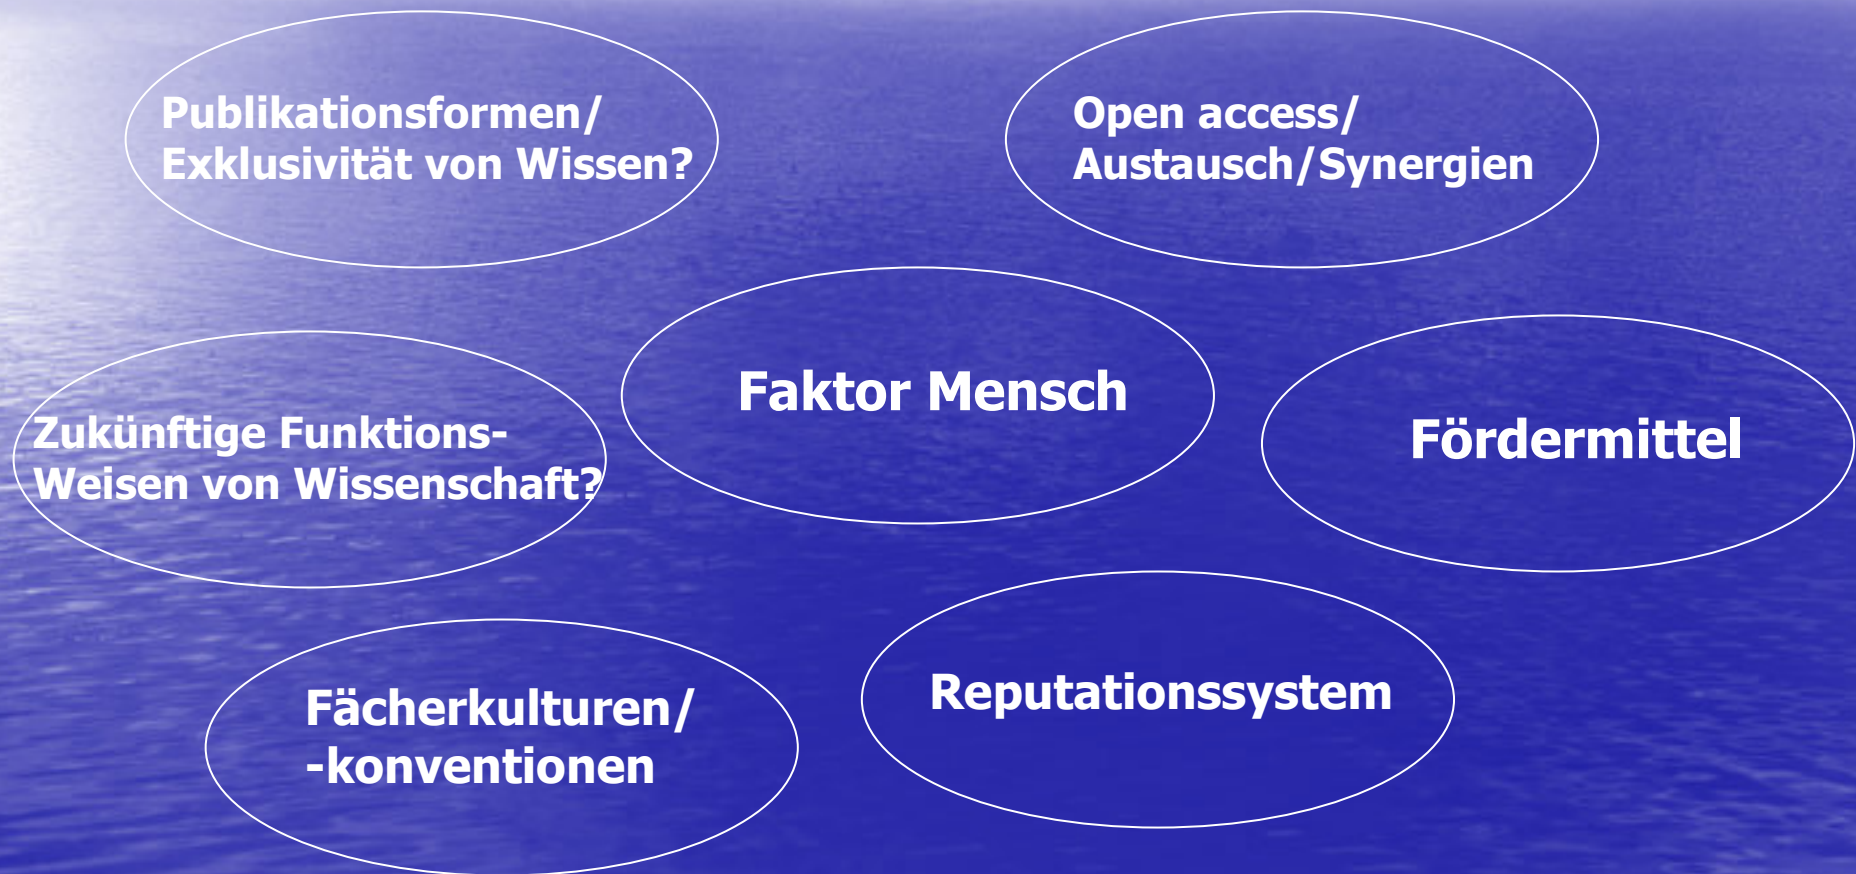 Publikationsformen/
Exklusivität von Wissen?
Open access/
Austausch/Synergien
Faktor Mensch
Zukünftige Funktions-
Weisen von Wissenschaft?
Fördermittel
Fächerkulturen/
-konventionen
Reputationssystem